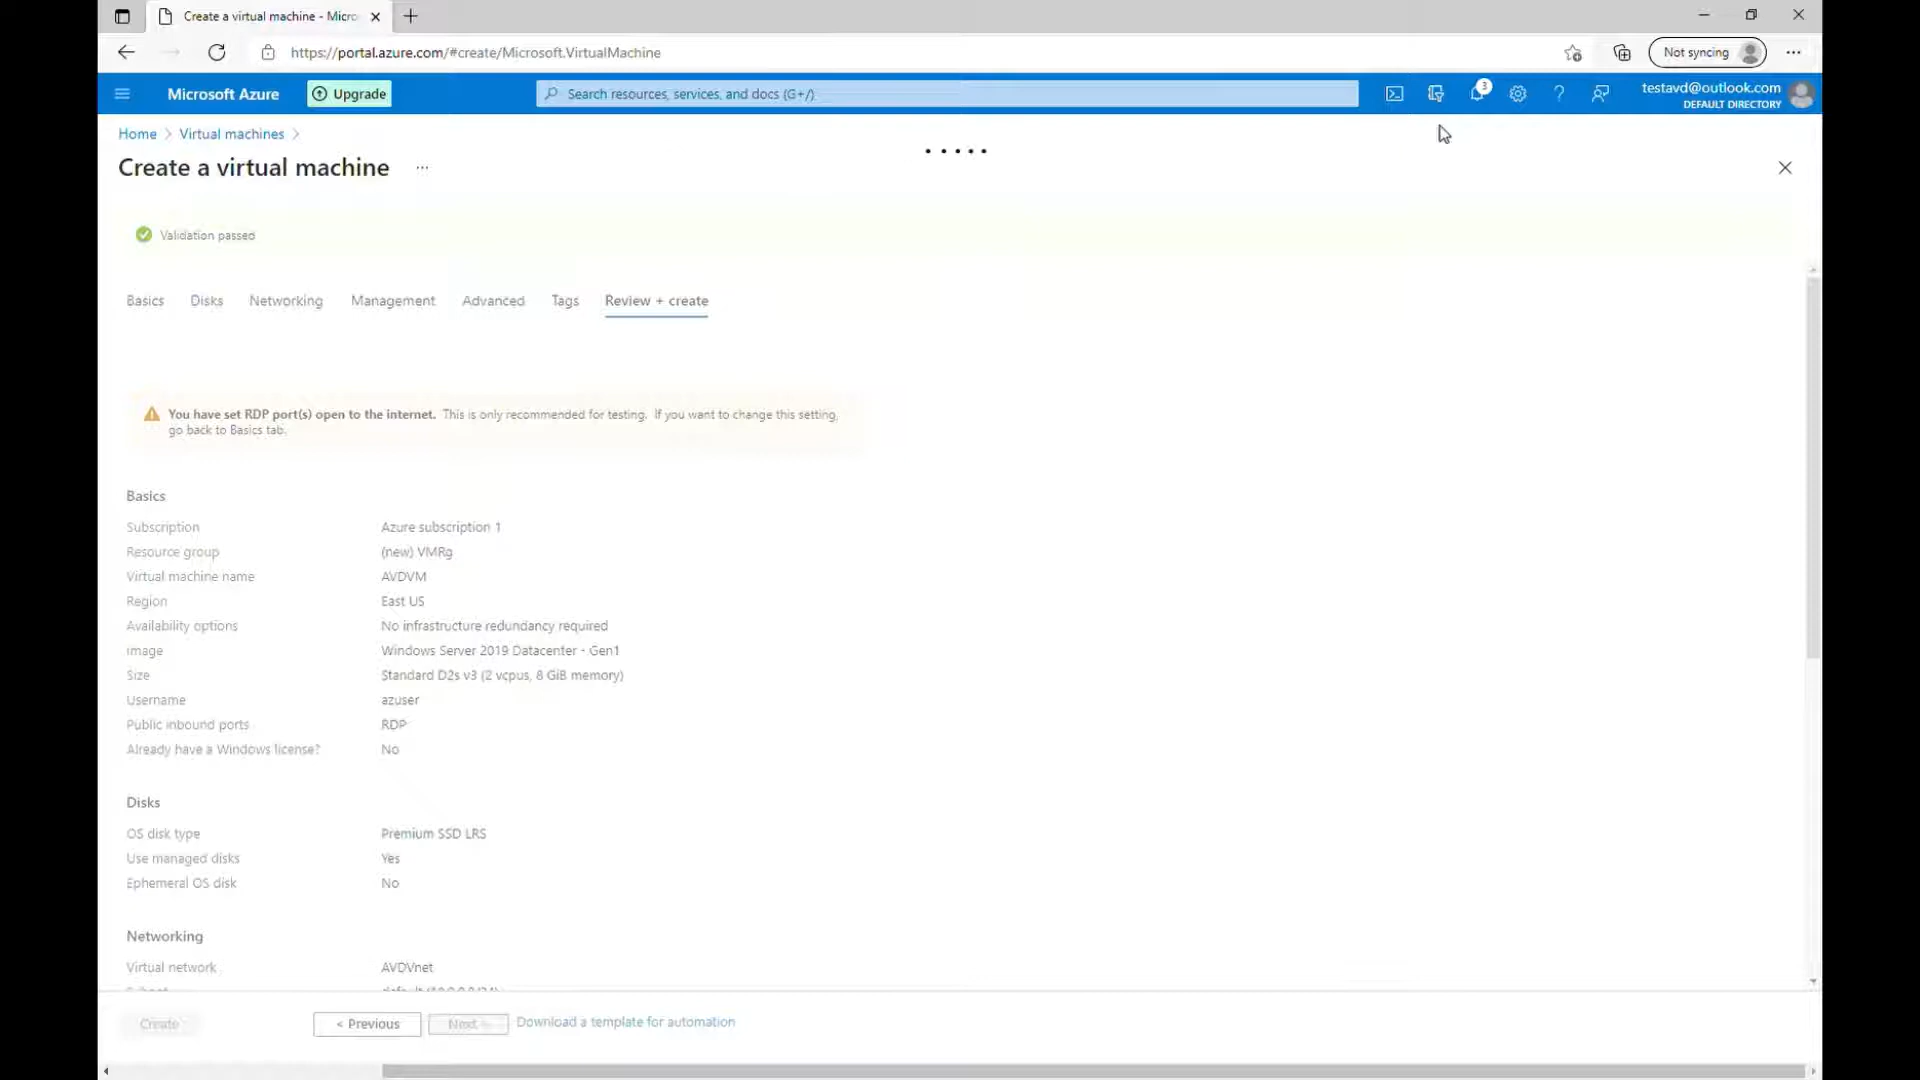 Create a virtual machine - Micro
https://portal.azure.com/#create/Microsoft.VirtualMachine
Not syncing
Microsoft Azure
Upgrade
Search resources, services, and docs (G+/)
3
testavd@outlook.com
DEFAULT DIRECTORY
Home > Virtual machines >
Create a virtual machine ...
Validation passed
Basics Disks Networking Management Advanced Tags Review + create
You have set RDP port(s) open to the internet. This is only recommended for testing. If you want to change this setting,
go back to Basics tab.
Basics
Subscription Azure subscription 1
Resource group (new) VMRg
Virtual machine name AVDVM
Region East US
Availability options No infrastructure redundancy required
Image Windows Server 2019 Datacenter - Gen1
Size Standard D2s v3 (2 vcpus, 8 GiB memory)
Username azuser
Public inbound ports RDP
Already have a Windows license? No
Disks
OS disk type Premium SSD LRS
Use managed disks Yes
Ephemeral OS disk No
Networking
Virtual network AVDVnet
Create < Previous Next > Download a template for automation